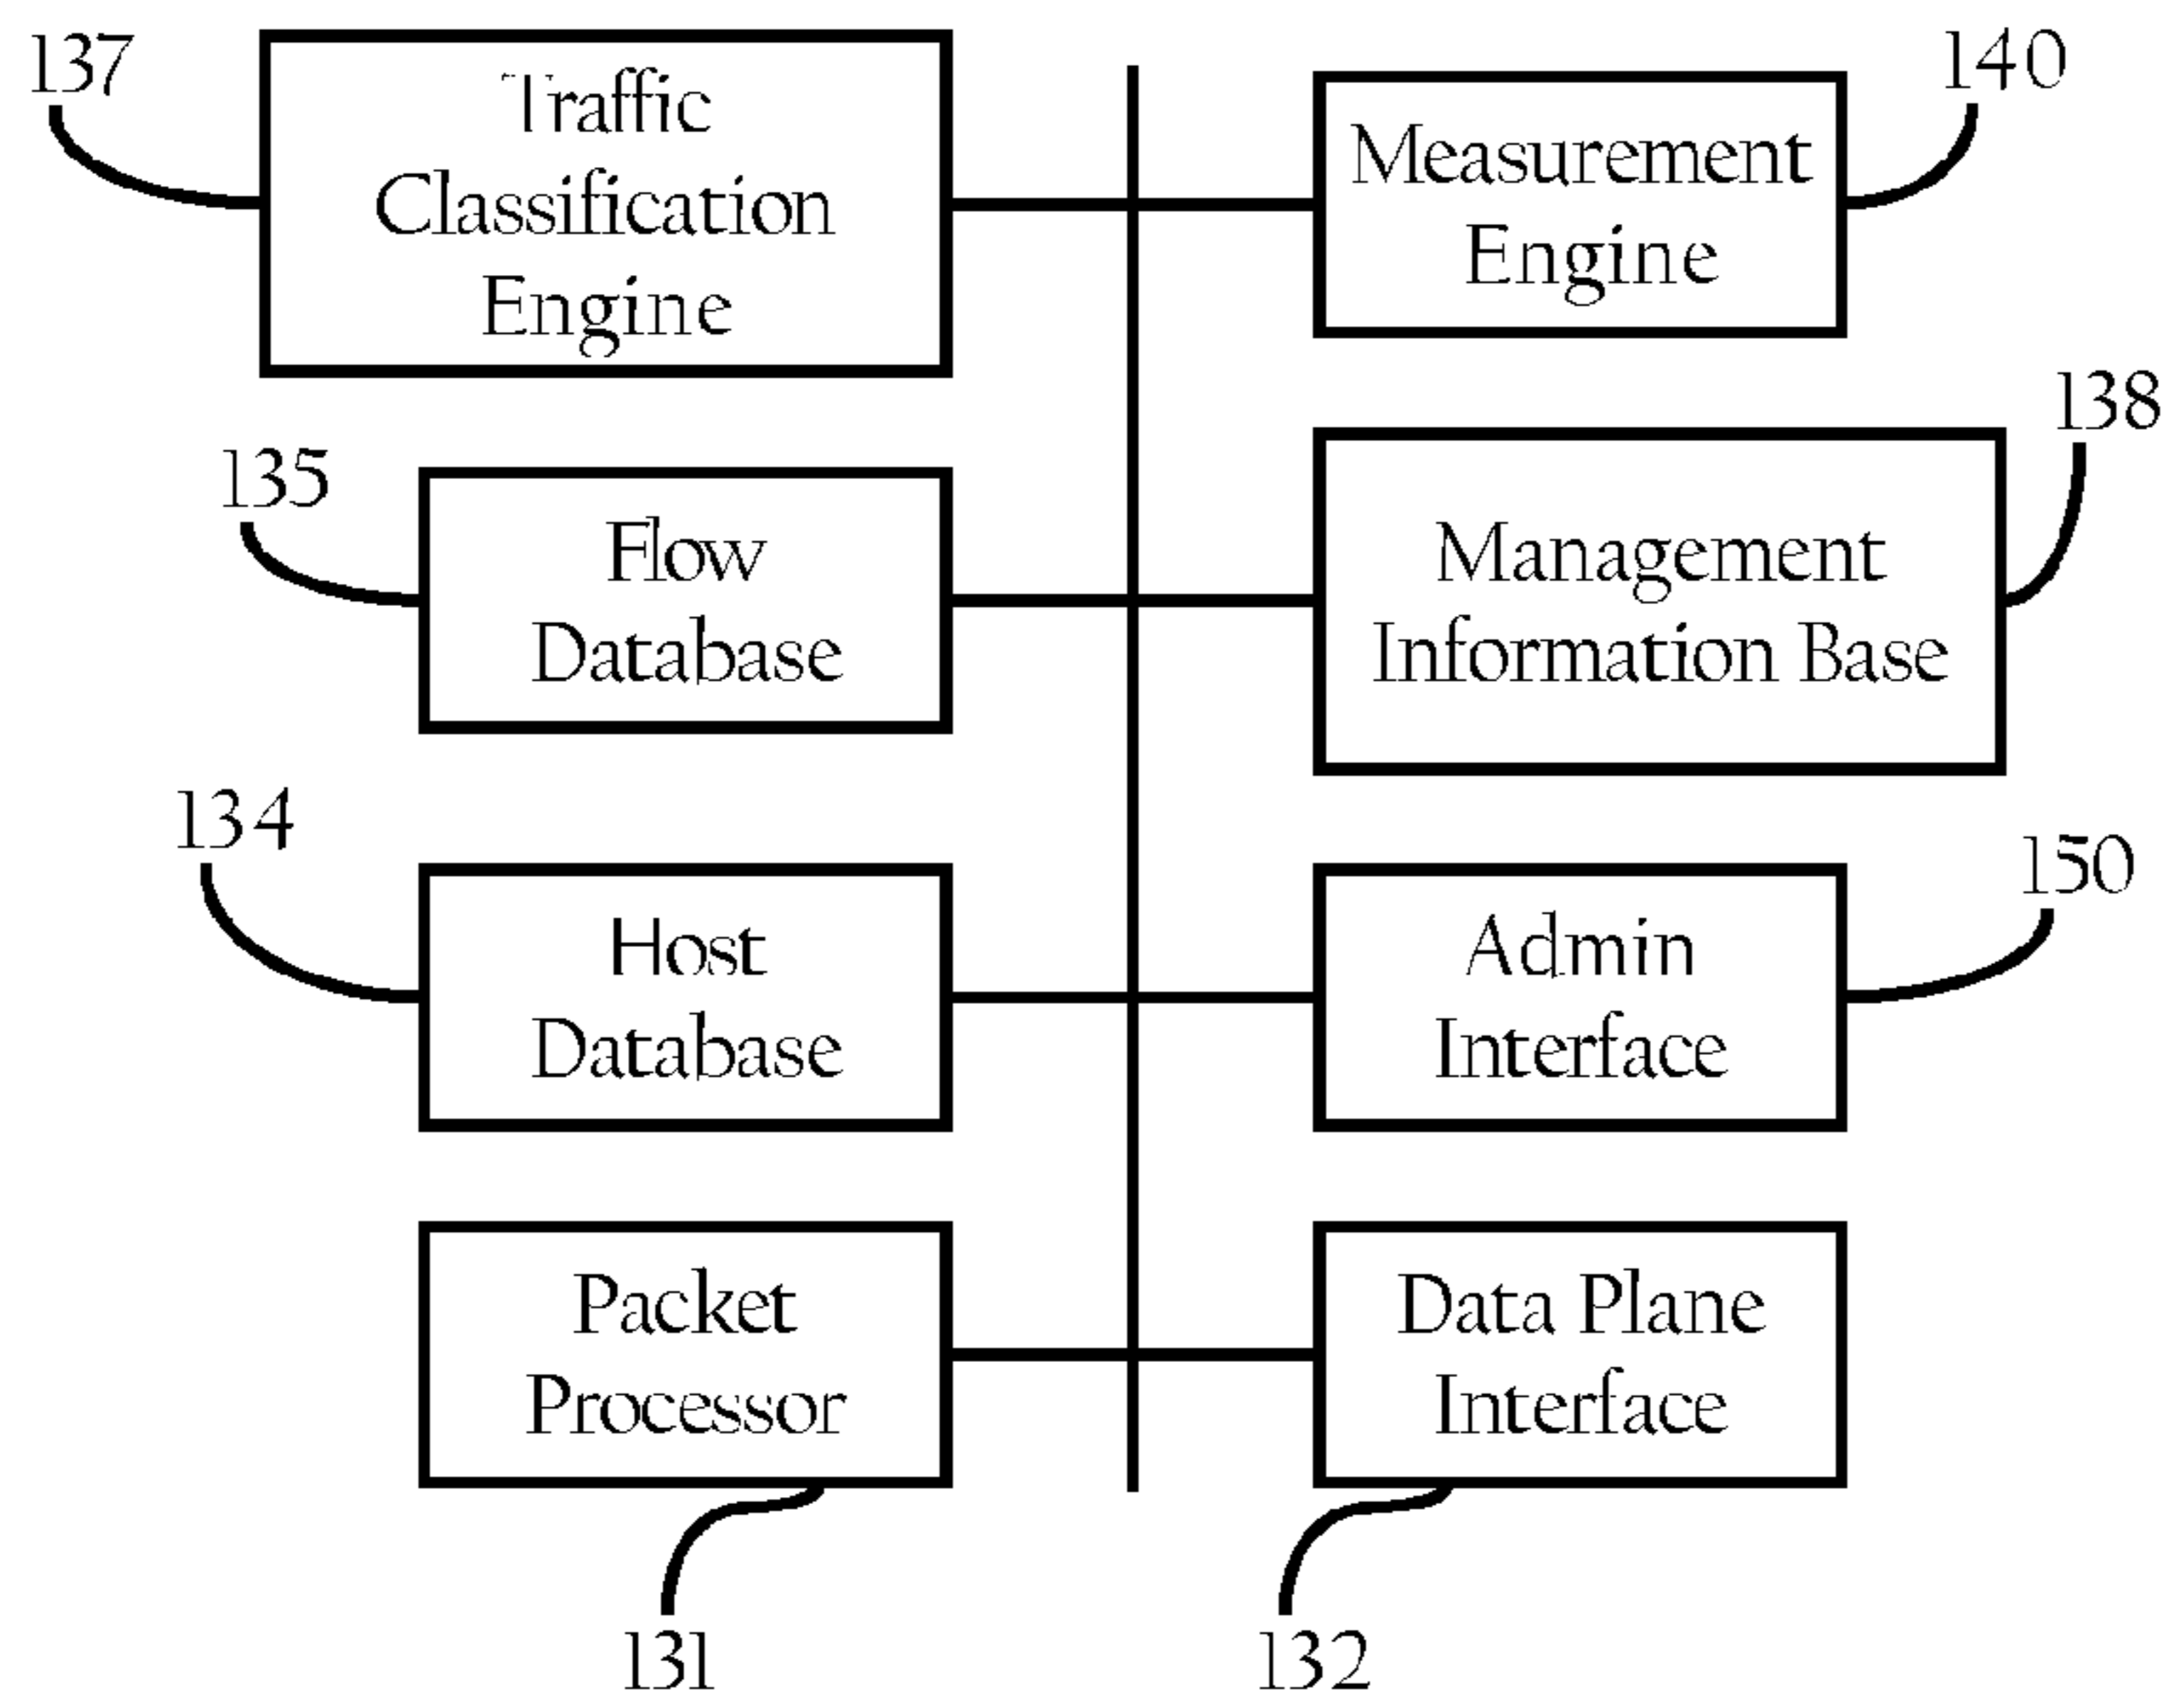 137
Traffic
Classification
Engine
140
Measurement
Engine
135
Flow
Database
138
Management
Information Base
134
Host
Database
150
Admin
Interface
Packet
Processor
131
Data Plane
Interface
132